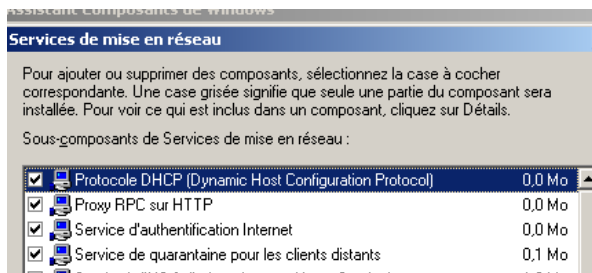 Assistant Composants de Windows
Services de mise en réseau
Pour ajouter ou supprimer des composants, sélectionnez la case à cocher
correspondante. Une case grisée signifie que seule une partie du composant sera
installée. Pour voir ce qui est inclus dans un composant, cliquez sur Détails.
Sous-composants de Services de mise en réseau :
Protocole DHCP (Dynamic Host Configuration Protocol) 0,0 Mo
Proxy RPC sur HTTP 0,0 Mo
Service d'authentification Internet 0,0 Mo
Service de quarantaine pour les clients distants 0,1 Mo